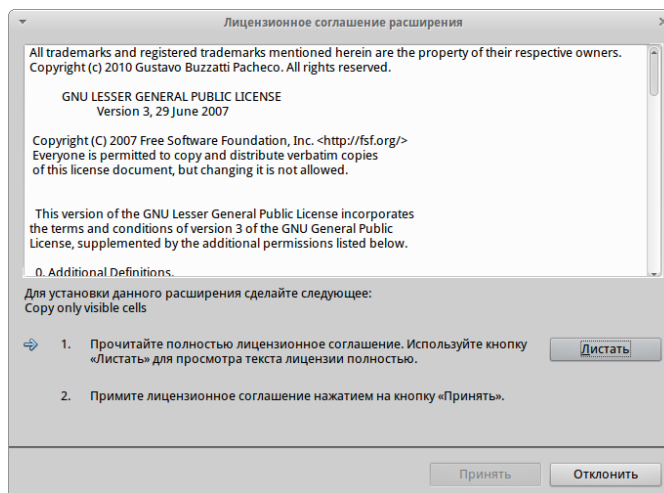 Лицензионное соглашение расширения
All trademarks and registered trademarks mentioned herein are the property of their respective owners.
Copyright (c) 2010 Gustavo Buzzatti Pacheco. All rights reserved.
GNU LESSER GENERAL PUBLIC LICENSE
Version 3, 29 June 2007
Copyright (C) 2007 Free Software Foundation, Inc. <http://fsf.org/>
Everyone is permitted to copy and distribute verbatim copies
of this license document, but changing it is not allowed.
This version of the GNU Lesser General Public License incorporates
the terms and conditions of version 3 of the GNU General Public
License, supplemented by the additional permissions listed below.
0. Additional Definitions.
Для установки данного расширения сделайте следующее:
Copy only visible cells
1. Прочитайте полностью лицензионное соглашение. Используйте кнопку
«Листать» для просмотра текста лицензии полностью.
Листать
2. Примите лицензионное соглашение нажатием на кнопку «Принять».
Принять Отклонить